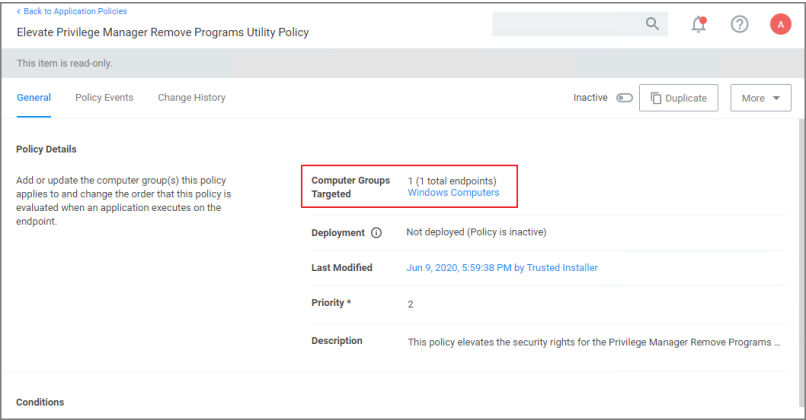 < Back to Application Policies
Elevate Privilege Manager Remove Programs Utility Policy
A
This item is read-only.
General
Policy Events
Change History
Inactive
Duplicate
More
Policy Details
Add or update the computer group(s) this policy
applies to and change the order that this policy is
evaluated when an application executes on the
endpoint.
Computer Groups
Targeted
1 (1 total endpoints)
Windows Computers
Deployment
Not deployed (Policy is inactive)
Last Modified
Jun 9, 2020, 5:59:38 PM by Trusted Installer
Priority *
2
Description
This policy elevates the security rights for the Privilege Manager Remove Programs ...
Conditions